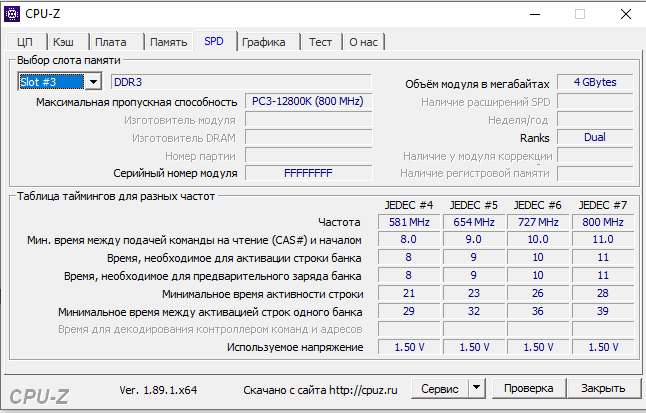 CPU-Z
ЦП Кэш Плата Память SPD Графика Тест О нас
Выбор слота памяти
Slot #3 DDR3 Объём модуля в мегабайтах 4 GBytes
Максимальная пропускная способность PC3-12800K (800 MHz) Наличие расширений SPD
Изготовитель модуля Неделя/год
Изготовитель DRAM Ranks Dual
Номер партии Наличие у модуля коррекции
Серийный номер модуля FFFFFFFF Наличие регистровой памяти
Таблица таймингов для разных частот
JEDEC #4 JEDEC #5 JEDEC #6 JEDEC #7
Частота 581 MHz 654 MHz 727 MHz 800 MHz
Мин. время между подачей команды на чтение (CAS#) и началом 8.0 9.0 10.0 11.0
Время, необходимое для активации строки банка 8 9 10 11
Время, необходимое для предварительного заряда банка 8 9 10 11
Минимальное время активности строки 21 23 26 28
Минимальное время между активацией строк одного банка 29 32 36 39
Время для декодирования контроллером команд и адресов
Используемое напряжение 1.50 V 1.50 V 1.50 V 1.50 V
CPU-Z Ver. 1.89.1.x64 Скачано с сайта http://cpuz.ru Сервис Проверка Закрыть